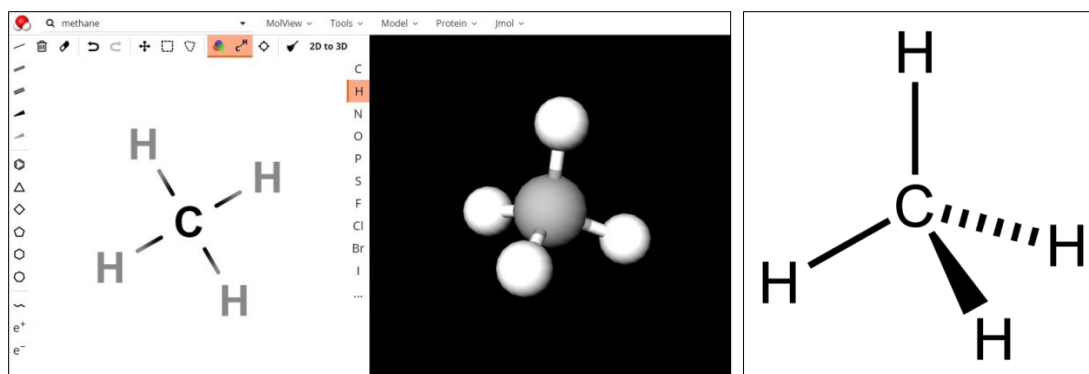 methane MolView Tools Model Protein Jmol
C H 2D to 3D
C
H
N
O
P
S
F
Cl
Br
I
...
e+
e-
H
H
C
H
H
H
C
H
H
H